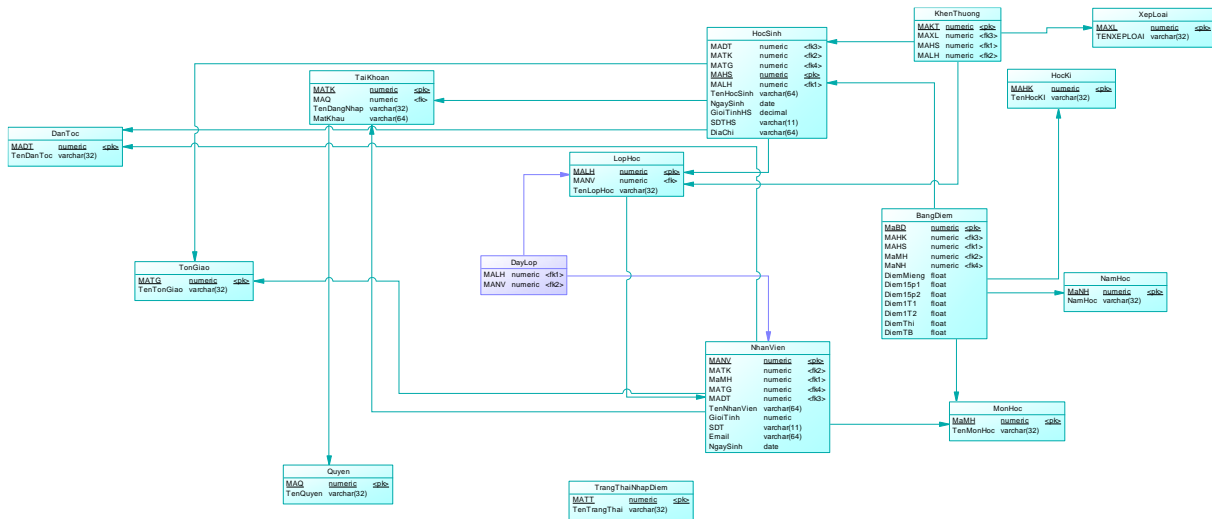 KhenThuong
MAKT numeric <pk>
MAXL numeric <fk3>
MAHS numeric <fk1>
MALH numeric <fk2>
XepLoai
MAXL numeric <pk>
TENXEPLOAI varchar(32)
HocSinh
MADT numeric <fk3>
MATK numeric <fk2>
MATG numeric <fk4>
MAHS numeric <pk>
MALH numeric <fk1>
TenHocSinh varchar(64)
NgaySinh date
GioiTinhHS decimal
SDTHS varchar(11)
DiaChi varchar(64)
TaiKhoan
MATK numeric <pk>
MAQ numeric <fk>
TenDangNhap varchar(32)
MatKhau varchar(64)
HocKi
MAHK numeric <pk>
TenHocKI varchar(32)
DanToc
MADT numeric <pk>
TenDanToc varchar(32)
LopHoc
MALH numeric <pk>
MANV numeric <fk>
TenLopHoc varchar(32)
BangDiem
MaBD numeric <pk>
MAHK numeric <fk3>
MAHS numeric <fk1>
MaMH numeric <fk2>
MaNH numeric <fk4>
DiemMieng float
Diem15p1 float
Diem15p2 float
Diem1T1 float
Diem1T2 float
DiemThi float
DiemTB float
DayLop
MALH numeric <fk1>
MANV numeric <fk2>
TonGiao
MATG numeric <pk>
TenTonGiao varchar(32)
NamHoc
MaNH numeric <pk>
NamHoc varchar(32)
NhanVien
MANV numeric <pk>
MATK numeric <fk2>
MaMH numeric <fk1>
MATG numeric <fk4>
MADT numeric <fk3>
TenNhanVien varchar(64)
GioiTinh numeric
SDT varchar(11)
Email varchar(64)
NgaySinh date
MonHoc
MaMH numeric <pk>
TenMonHoc varchar(32)
Quyen
MAQ numeric <pk>
TenQuyen varchar(32)
TrangThaiNhapDiem
MATT numeric <pk>
TenTrangThai varchar(32)